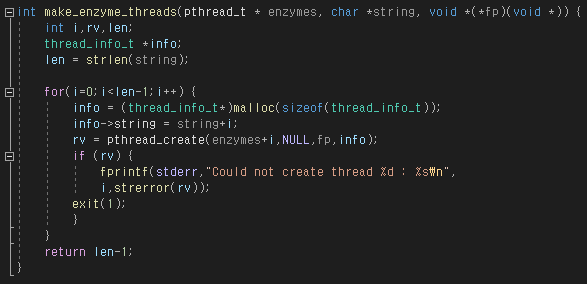 int make_enzyme_threads(pthread_t * enzymes, char *string, void *(*fp)(void *)) {
int i,rv,len;
thread_info_t *info;
len = strlen(string);
for(i=0;i<len-1;i++) {
info = (thread_info_t*)malloc(sizeof(thread_info_t));
info->string = string+i;
rv = pthread_create(enzymes+i,NULL,fp,info);
if (rv) {
fprintf(stderr,"Could not create thread %d : %s₩n",
i,strerror(rv));
exit(1);
}
}
return len-1;
}